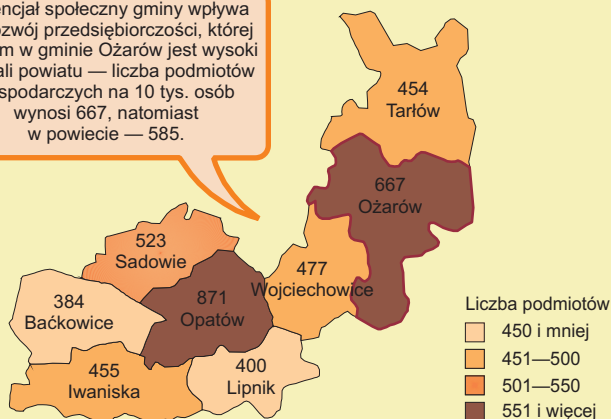 encjał społeczny gminy wpływa
zwój przedsiębiorczości, której
m w gminie Ożarów jest wysoki
ali powiatu — liczba podmiotów
spodarczych na 10 tys. osób
wynosi 667, natomiast
w powiecie — 585.
454
Tarłów
667
Ożarów
523
Sadowie
477
Wojciechowice
384
Baćkowice
871
Opatów
455
Iwaniska
400
Lipnik
Liczba podmiotów
450 i mniej
451—500
501—550
551 i więcej